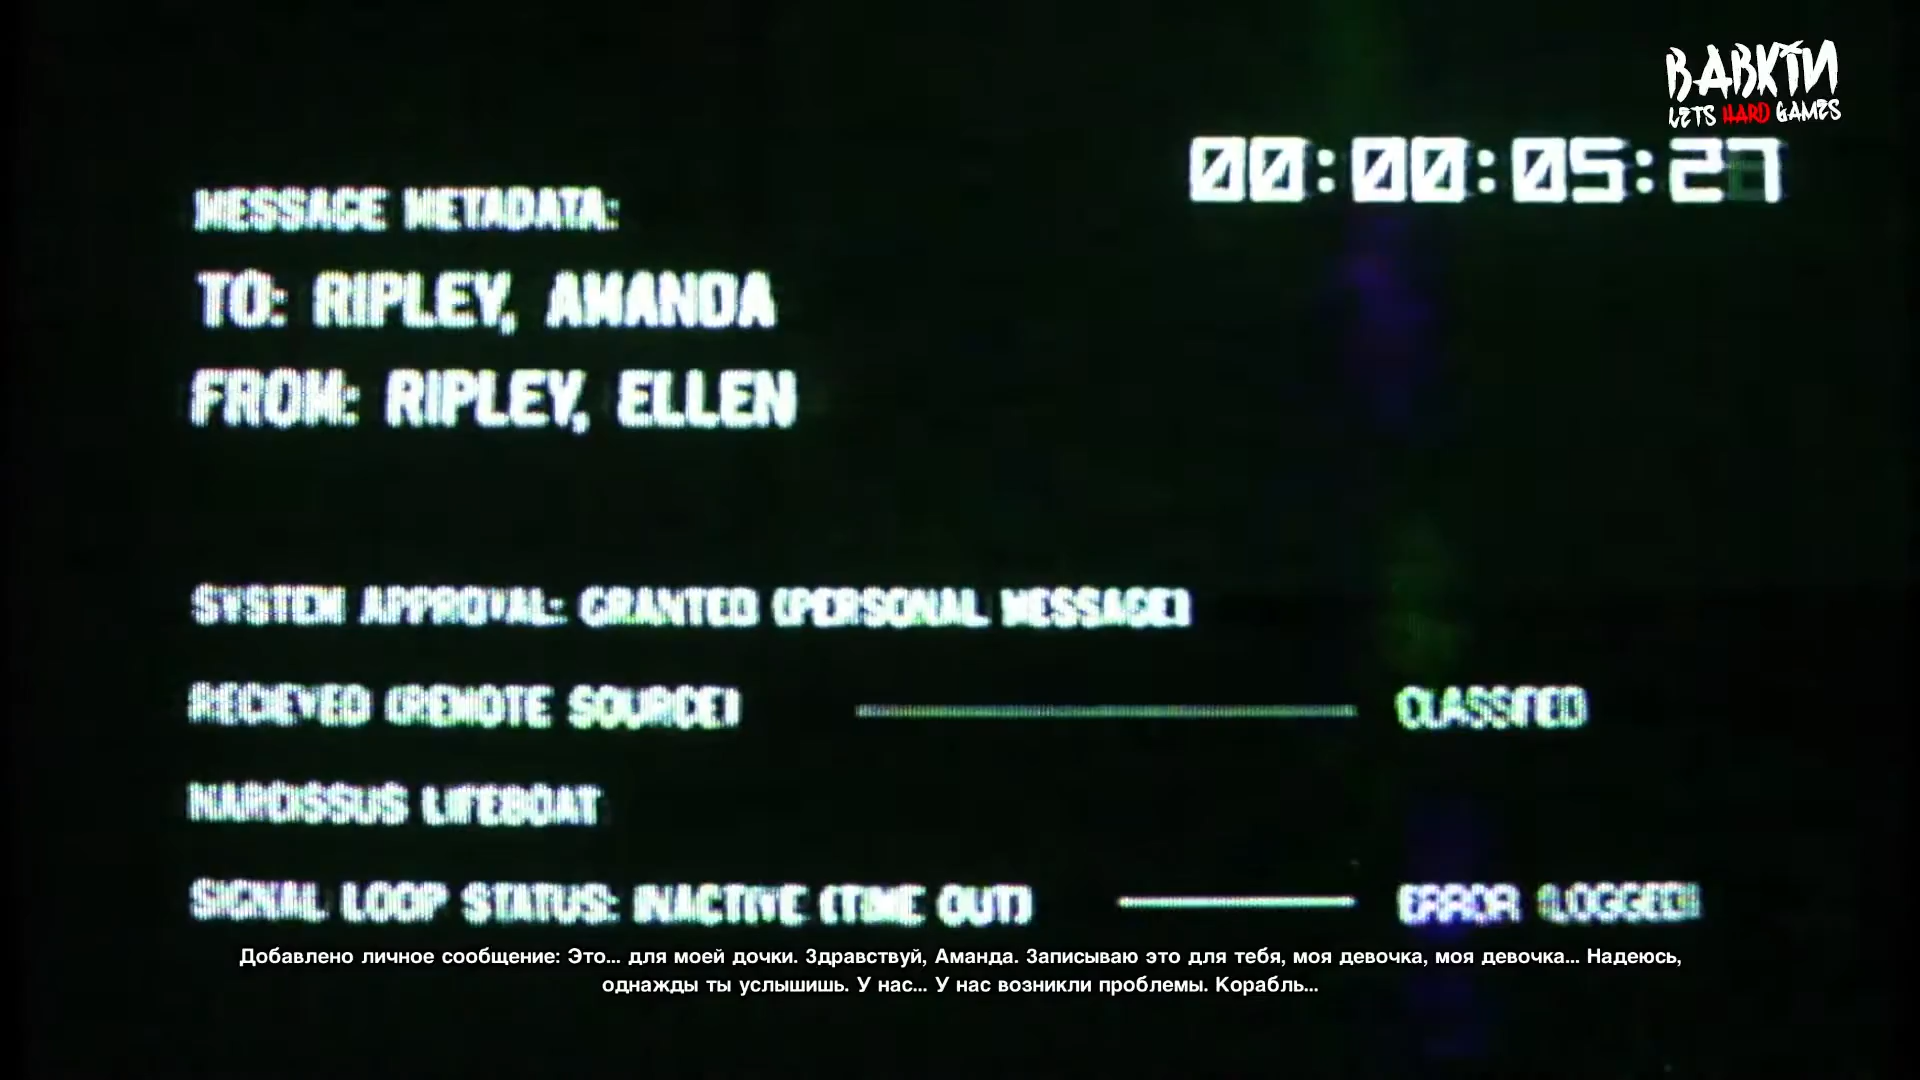 BABKIN
LETS HARD GAMES
00:00:05:27
MESSAGE METADATA:
TO: RIPLEY, AMANDA
FROM: RIPLEY, ELLEN
SYSTEM APPROVAL: GRANTED (PERSONAL MESSAGE)
RECIEVED (REMOTE SOURCE) CLASSIFIED
NARCISSUS LIFEBOAT
SIGNAL LOOP STATUS: INACTIVE (TIME OUT) ERROR (LOGGED)
Добавлено личное сообщение: Это... для моей дочки. Здравствуй, Аманда. Записываю это для тебя, моя девочка, моя девочка... Надеюсь,
однажды ты услышишь. У нас... У нас возникли проблемы. Корабль...